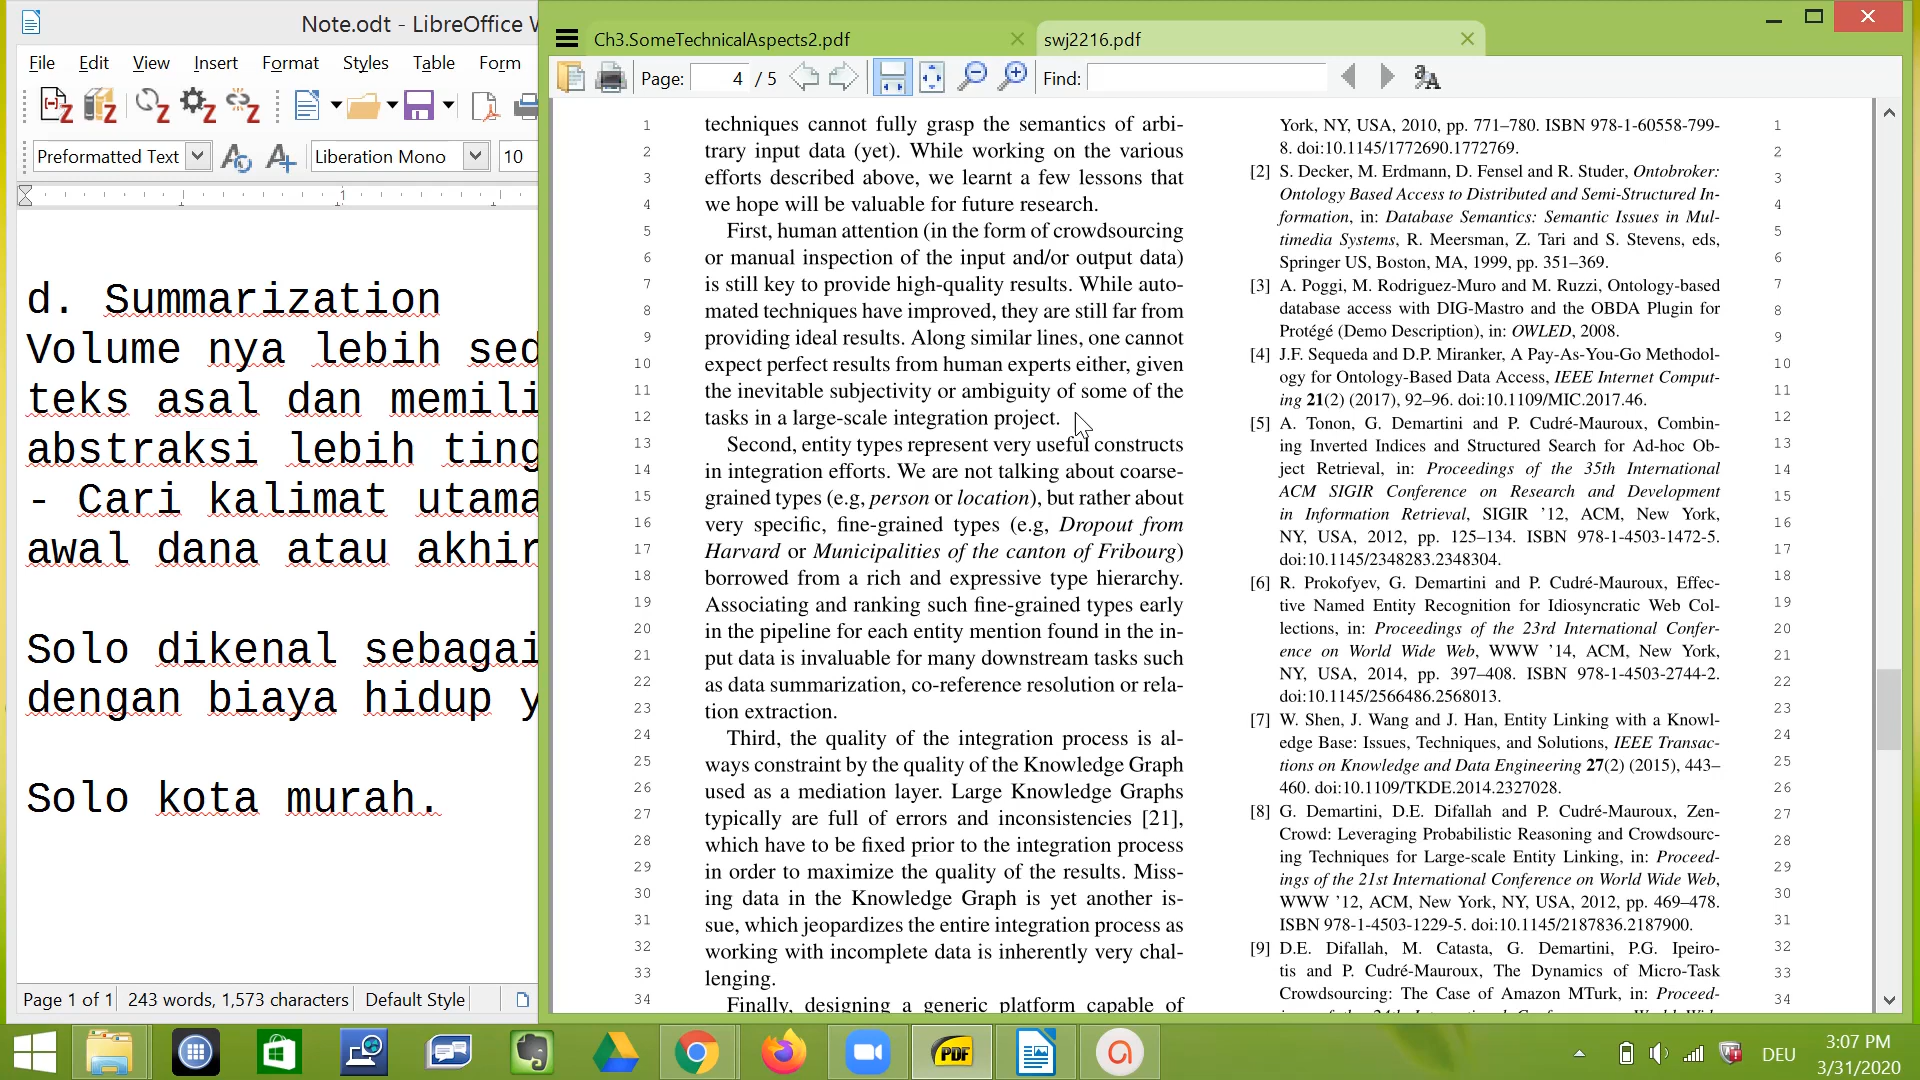 Note.odt - LibreOffice W
File Edit View Insert Format Styles Table Form
Preformatted Text
Liberation Mono
10
1
d. Summarization
Volume nya lebih sed
teks asal dan memili
abstraksi lebih ting
- Cari kalimat utama
awal dana atau akhir
Solo dikenal sebagai
dengan biaya hidup y
Solo kota murah.
Page 1 of 1
243 words, 1,573 characters
Default Style
Ch3.SomeTechnicalAspects2.pdf
swj2216.pdf
Page: 4 / 5
Find:
1 techniques cannot fully grasp the semantics of arbi-
2 trary input data (yet). While working on the various
3 efforts described above, we learnt a few lessons that
4 we hope will be valuable for future research.
5 First, human attention (in the form of crowdsourcing
6 or manual inspection of the input and/or output data)
7 is still key to provide high-quality results. While auto-
8 mated techniques have improved, they are still far from
9 providing ideal results. Along similar lines, one cannot
10 expect perfect results from human experts either, given
11 the inevitable subjectivity or ambiguity of some of the
12 tasks in a large-scale integration project.
13 Second, entity types represent very useful constructs
14 in integration efforts. We are not talking about coarse-
15 grained types (e.g, person or location), but rather about
16 very specific, fine-grained types (e.g, Dropout from
17 Harvard or Municipalities of the canton of Fribourg)
18 borrowed from a rich and expressive type hierarchy.
19 Associating and ranking such fine-grained types early
20 in the pipeline for each entity mention found in the in-
21 put data is invaluable for many downstream tasks such
22 as data summarization, co-reference resolution or rela-
23 tion extraction.
24 Third, the quality of the integration process is al-
25 ways constraint by the quality of the Knowledge Graph
26 used as a mediation layer. Large Knowledge Graphs
27 typically are full of errors and inconsistencies [21],
28 which have to be fixed prior to the integration process
29 in order to maximize the quality of the results. Miss-
30 ing data in the Knowledge Graph is yet another is-
31 sue, which jeopardizes the entire integration process as
32 working with incomplete data is inherently very chal-
33 lenging.
34 Finally, designing a generic platform capable of
York, NY, USA, 2010, pp. 771–780. ISBN 978-1-60558-799- 1
8. doi:10.1145/1772690.1772769. 2
[2] S. Decker, M. Erdmann, D. Fensel and R. Studer, Ontobroker: 3
Ontology Based Access to Distributed and Semi-Structured In- 4
formation, in: Database Semantics: Semantic Issues in Mul-
timedia Systems, R. Meersman, Z. Tari and S. Stevens, eds, 5
Springer US, Boston, MA, 1999, pp. 351–369. 6
[3] A. Poggi, M. Rodriguez-Muro and M. Ruzzi, Ontology-based 7
database access with DIG-Mastro and the OBDA Plugin for 8
Protégé (Demo Description), in: OWLED, 2008. 9
[4] J.F. Sequeda and D.P. Miranker, A Pay-As-You-Go Methodol- 10
ogy for Ontology-Based Data Access, IEEE Internet Comput- 11
ing 21(2) (2017), 92–96. doi:10.1109/MIC.2017.46.
[5] A. Tonon, G. Demartini and P. Cudré-Mauroux, Combin- 12
ing Inverted Indices and Structured Search for Ad-hoc Ob- 13
ject Retrieval, in: Proceedings of the 35th International 14
ACM SIGIR Conference on Research and Development 15
in Information Retrieval, SIGIR ’12, ACM, New York, 16
NY, USA, 2012, pp. 125–134. ISBN 978-1-4503-1472-5. 17
doi:10.1145/2348283.2348304.
[6] R. Prokofyev, G. Demartini and P. Cudré-Mauroux, Effec- 18
tive Named Entity Recognition for Idiosyncratic Web Col- 19
lections, in: Proceedings of the 23rd International Confer- 20
ence on World Wide Web, WWW ’14, ACM, New York, 21
NY, USA, 2014, pp. 397–408. ISBN 978-1-4503-2744-2. 22
doi:10.1145/2566486.2568013. 23
[7] W. Shen, J. Wang and J. Han, Entity Linking with a Knowl-
edge Base: Issues, Techniques, and Solutions, IEEE Transac- 24
tions on Knowledge and Data Engineering 27(2) (2015), 443– 25
460. doi:10.1109/TKDE.2014.2327028. 26
[8] G. Demartini, D.E. Difallah and P. Cudré-Mauroux, Zen- 27
Crowd: Leveraging Probabilistic Reasoning and Crowdsourc- 28
ing Techniques for Large-scale Entity Linking, in: Proceed- 29
ings of the 21st International Conference on World Wide Web,
WWW ’12, ACM, New York, NY, USA, 2012, pp. 469–478. 30
ISBN 978-1-4503-1229-5. doi:10.1145/2187836.2187900. 31
[9] D.E. Difallah, M. Catasta, G. Demartini, P.G. Ipeiro- 32
tis and P. Cudré-Mauroux, The Dynamics of Micro-Task 33
Crowdsourcing: The Case of Amazon MTurk, in: Proceed- 34
PDF
DEU
3:07 PM
3/31/2020